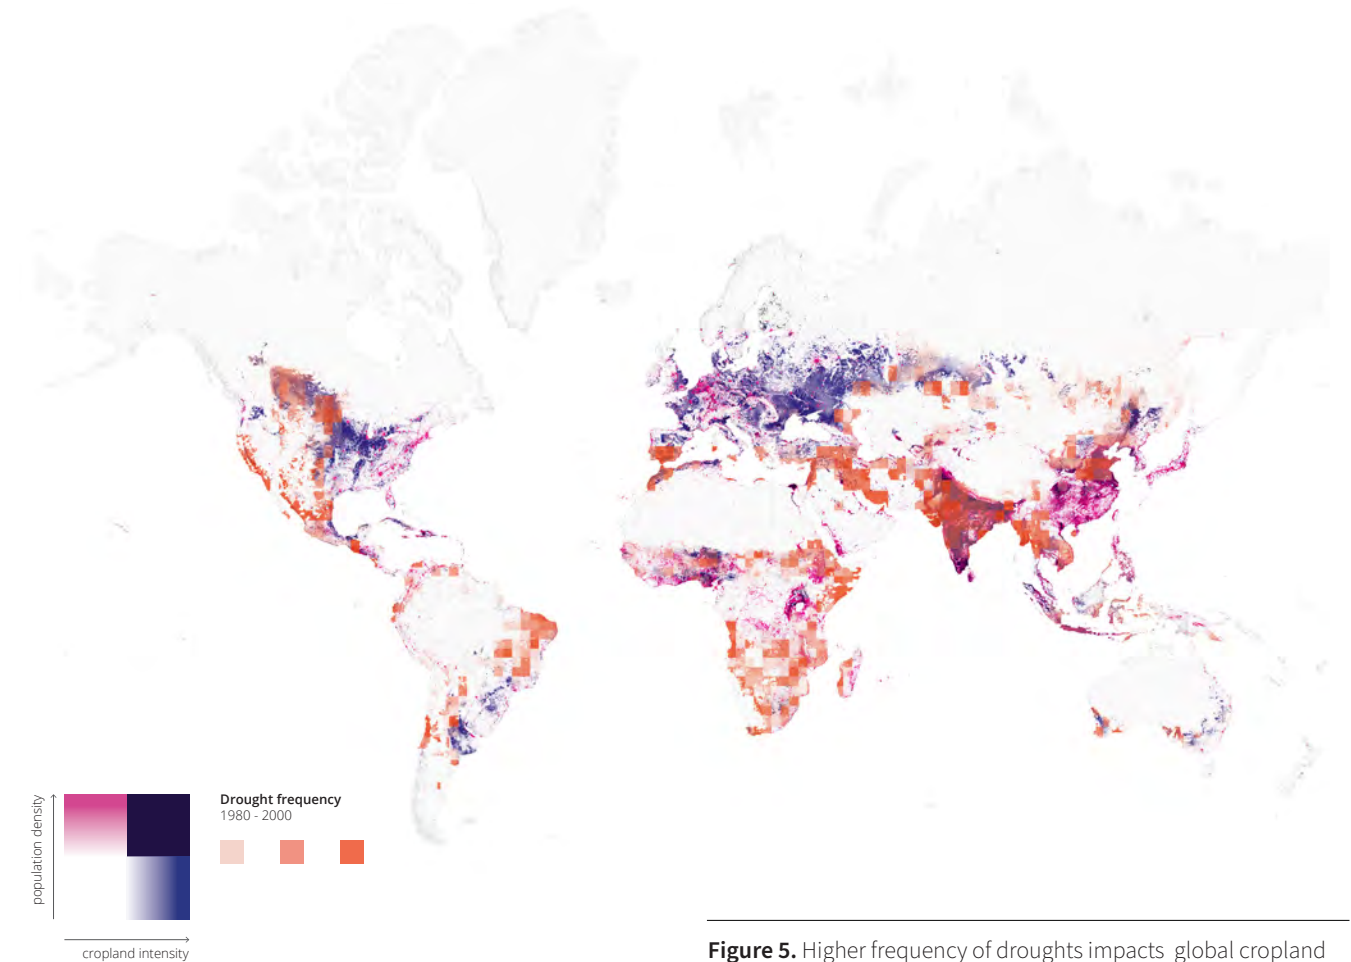 population density
cropland intensity
Drought frequency
1980 - 2000
Figure 5. Higher frequency of droughts impacts global cropland